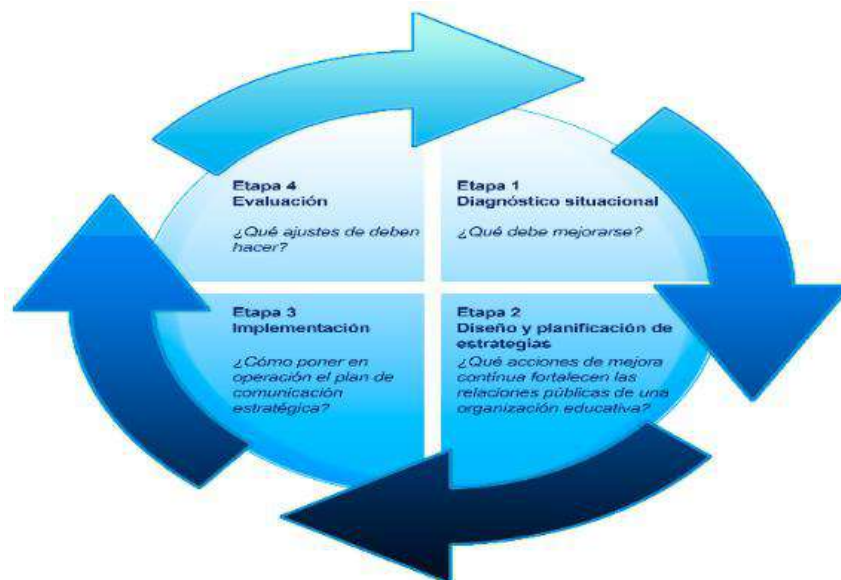 Etapa 4
Evaluación
¿Qué ajustes de deben
hacer?
Etapa 1
Diagnóstico situacional
¿Qué debe mejorarse?
Etapa 3
Implementación
¿Cómo poner en
operación el plan de
comunicación
estratégica?
Etapa 2
Diseño y planificación de
estrategias
¿Qué acciones de mejora
contínua fortalecen las
relaciones públicas de una
organización educativa?